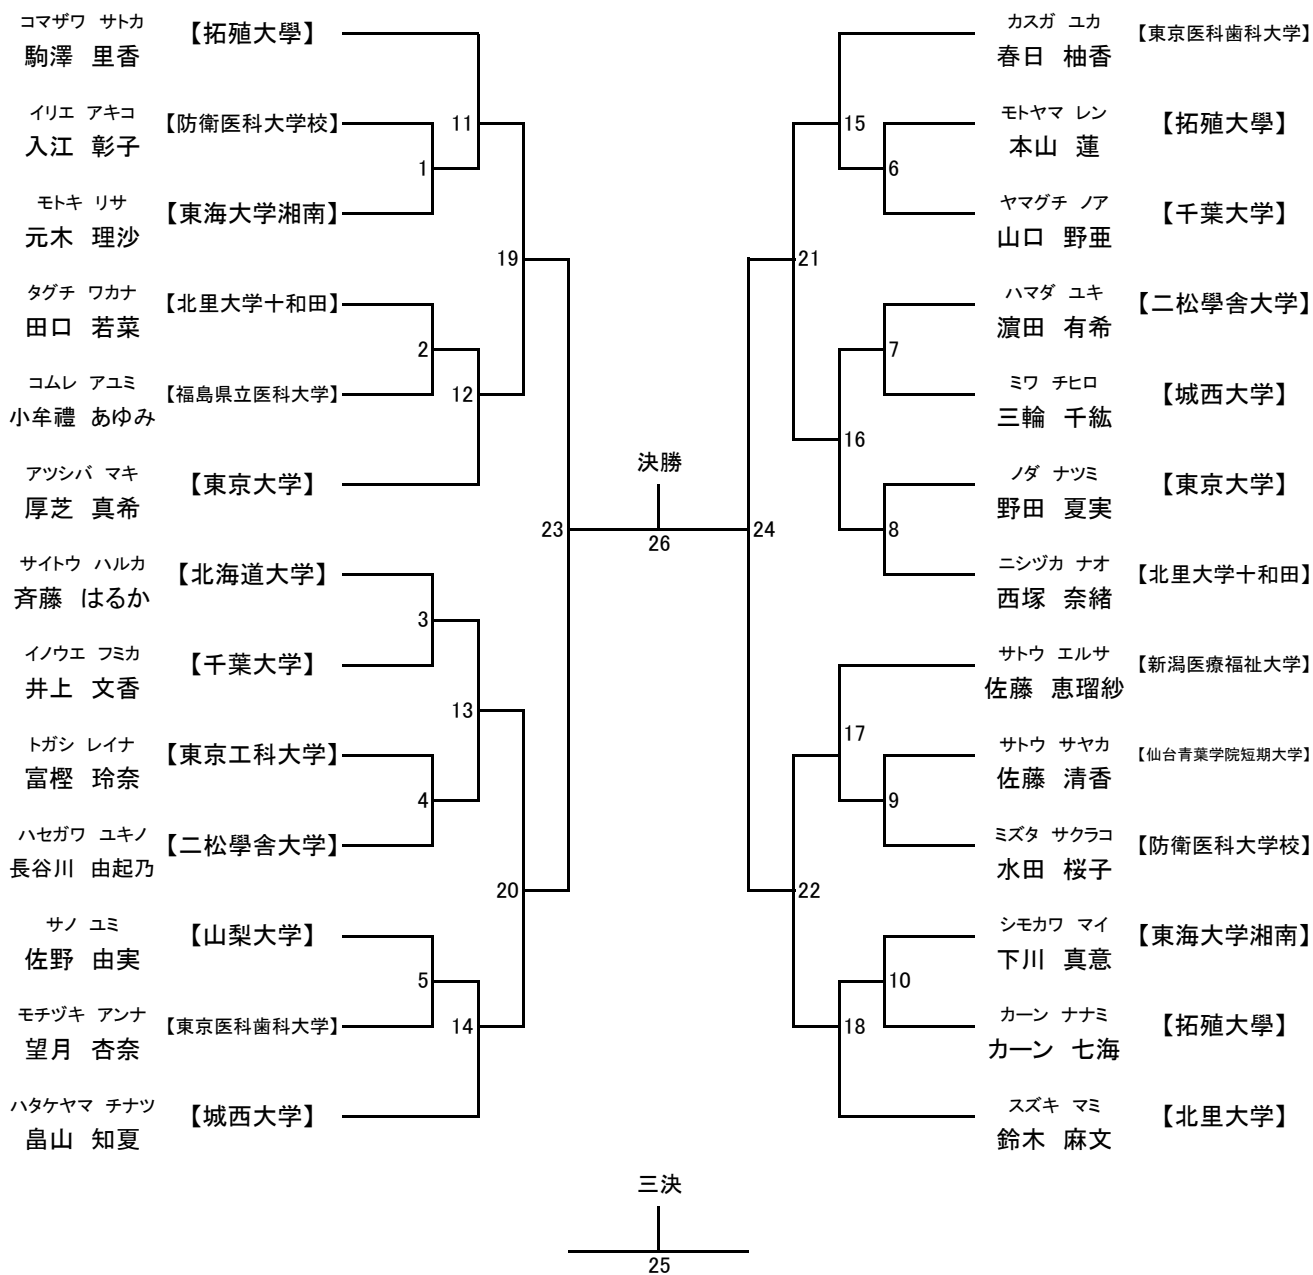 コマザワ サトカ
駒澤 里香
【拓殖大學】
イリエ アキコ
入江 彰子
【防衛医科大学校】
モトキ リサ
元木 理沙
【東海大学湘南】
タグチ ワカナ
田口 若菜
【北里大学十和田】
コムレ アユミ
小牟禮 あゆみ
【福島県立医科大学】
アツシバ マキ
厚芝 真希
【東京大学】
サイトウ ハルカ
斉藤 はるか
【北海道大学】
イノウエ フミカ
井上 文香
【千葉大学】
トガシ レイナ
富樫 玲奈
【東京工科大学】
ハセガワ ユキノ
長谷川 由起乃
【二松學舎大学】
サノ ユミ
佐野 由実
【山梨大学】
モチヅキ アンナ
望月 杏奈
【東京医科歯科大学】
ハタケヤマ チナツ
畠山 知夏
【城西大学】
1
2
3
4
5
11
12
13
14
19
20
23
決勝
26
24
21
22
15
16
17
18
6
7
8
9
10
カスガ ユカ
春日 柚香
【東京医科歯科大学】
モトヤマ レン
本山 蓮
【拓殖大學】
ヤマグチ ノア
山口 野亜
【千葉大学】
ハマダ ユキ
濵田 有希
【二松學舎大学】
ミワ チヒロ
三輪 千紘
【城西大学】
ノダ ナツミ
野田 夏実
【東京大学】
ニシヅカ ナオ
西塚 奈緒
【北里大学十和田】
サトウ エルサ
佐藤 恵瑠紗
【新潟医療福祉大学】
サトウ サヤカ
佐藤 清香
【仙台青葉学院短期大学】
ミズタ サクラコ
水田 桜子
【防衛医科大学校】
シモカワ マイ
下川 真意
【東海大学湘南】
カーン ナナミ
カーン 七海
【拓殖大學】
スズキ マミ
鈴木 麻文
【北里大学】
三決
25